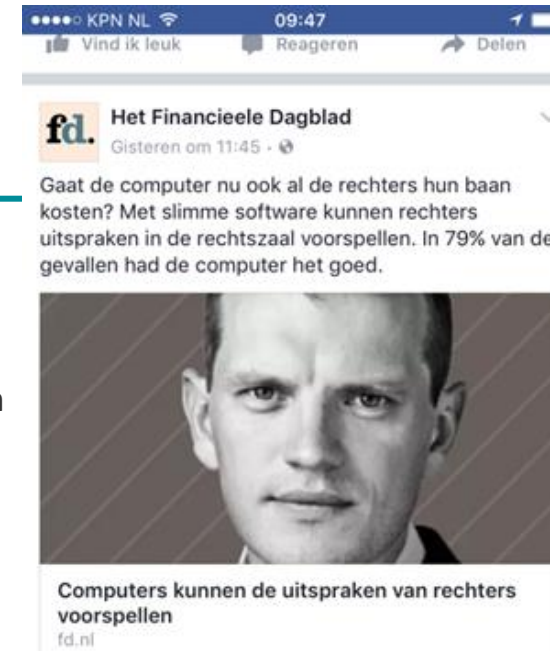 KPN NL 09:47
Vind ik leuk Reageren Delen
fd. Het Financieele Dagblad
Gisteren om 11:45
Gaat de computer nu ook al de rechters hun baan
kosten? Met slimme software kunnen rechters
uitspraken in de rechtszaal voorspellen. In 79% van de
gevallen had de computer het goed.
Computers kunnen de uitspraken van rechters
voorspellen
fd.nl